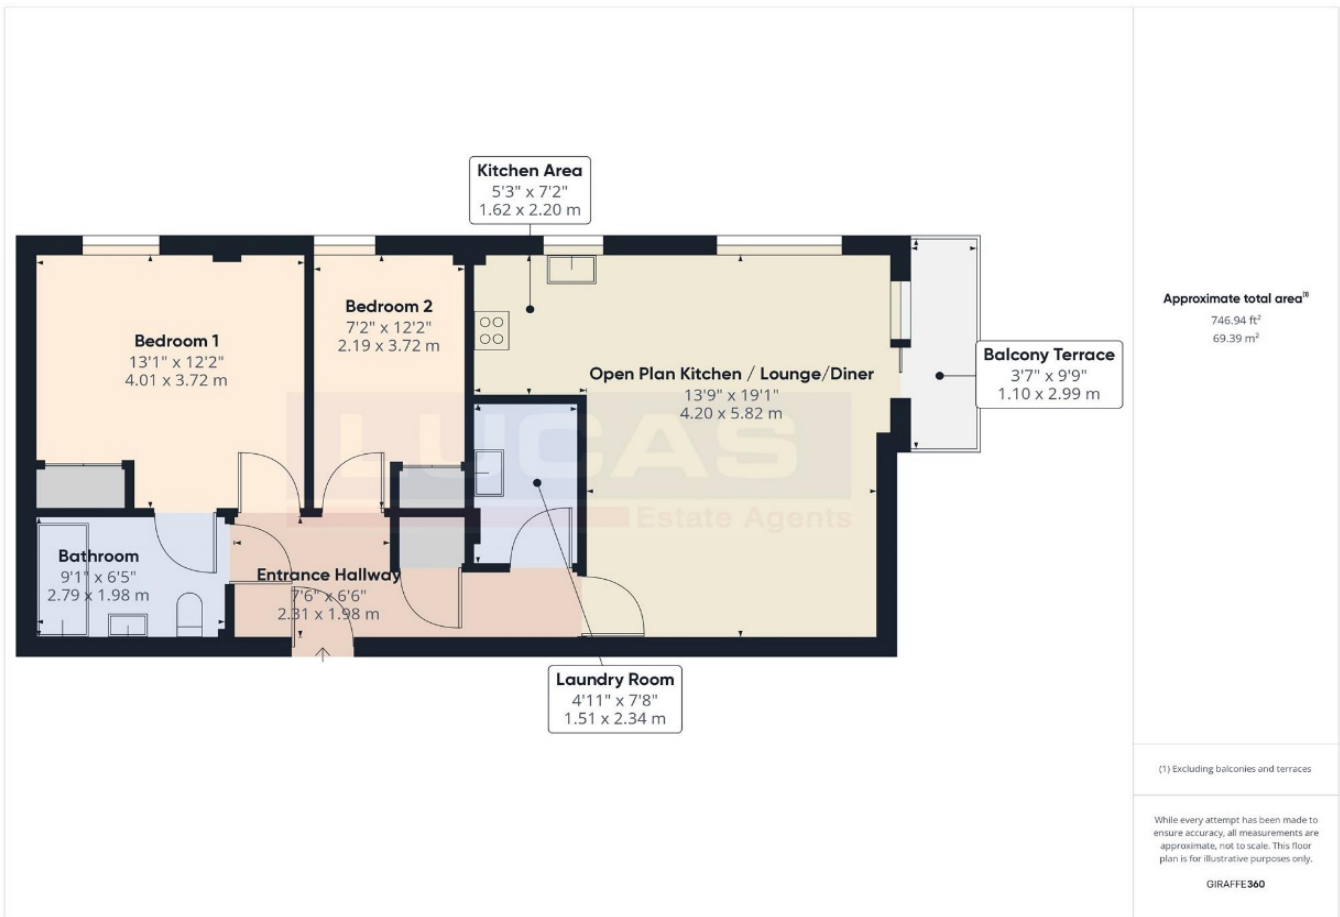 Kitchen Area
5'3" x 7'2"
1.62 x 2.20 m
Bedroom 1
13'1" x 12'2"
4.01 x 3.72 m
Bedroom 2
7'2" x 12'2"
2.19 x 3.72 m
Open Plan Kitchen / Lounge/Diner
13'9" x 19'1"
4.20 x 5.82 m
Balcony Terrace
3'7" x 9'9"
1.10 x 2.99 m
LUCAS
Estate Agents
Bathroom
9'1" x 6'5"
2.79 x 1.98 m
Entrance Hallway
7'6" x 6'6"
2.31 x 1.98 m
Laundry Room
4'11" x 7'8"
1.51 x 2.34 m
Approximate total area(1)
746.94 ft²
69.39 m²
(1) Excluding balconies and terraces
While every attempt has been made to
ensure accuracy, all measurements are
approximate, not to scale. This floor
plan is for illustrative purposes only.
GIRAFFE360